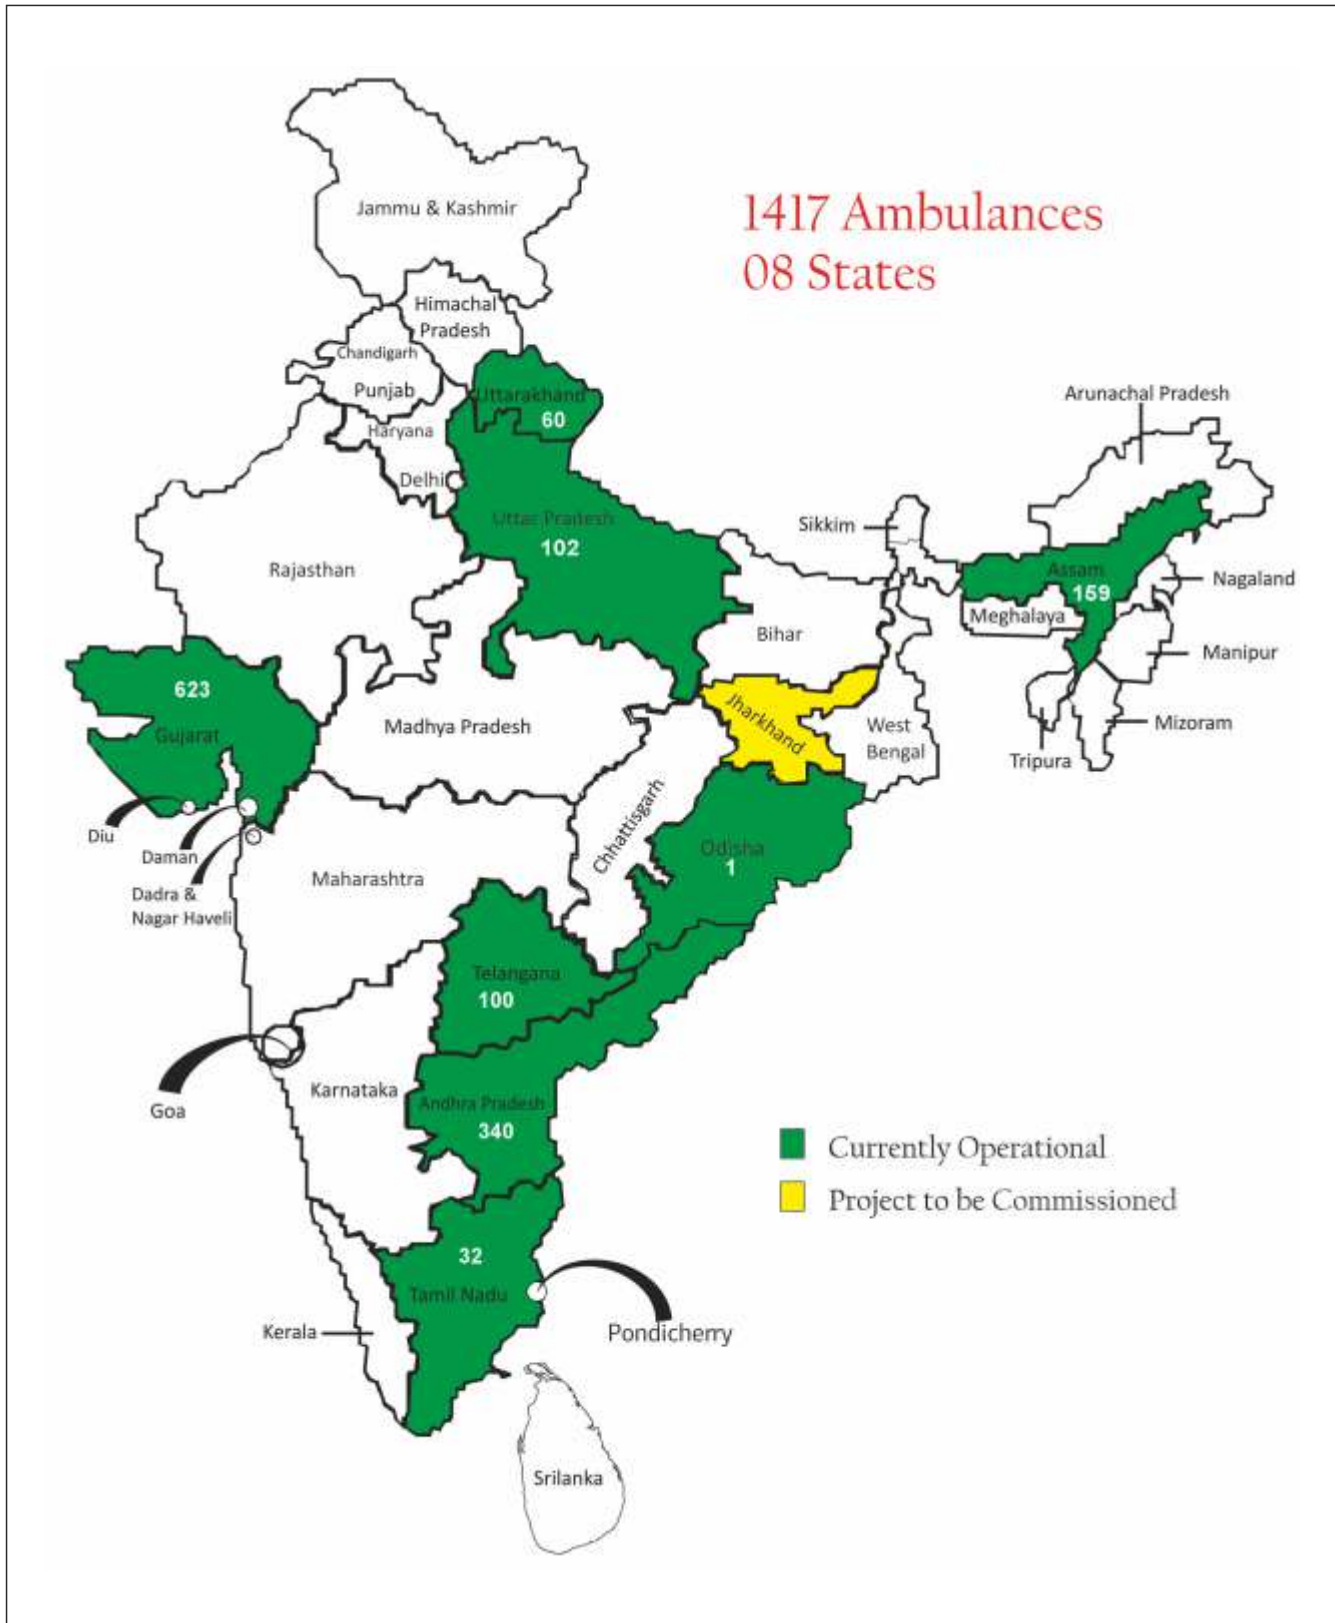 1417 Ambulances
08 States
Jammu & Kashmir
Himachal
Pradesh
Chandigarh
Punjab
Uttarakhand
60
Haryana
Delhi
Arunachal Pradesh
Uttar Pradesh
102
Sikkim
Rajasthan
Assam
159
Nagaland
Meghalaya
Bihar
Manipur
623
Gujarat
Madhya Pradesh
Jharkhand
West
Bengal
Mizoram
Tripura
Diu
Daman
Dadra &
Nagar Haveli
Maharashtra
Chhattisgarh
Odisha
1
Telangana
100
Goa
Karnataka
Andhra Pradesh
340
Currently Operational
Project to be Commissioned
32
Tamil Nadu
Kerala
Pondicherry
Srilanka